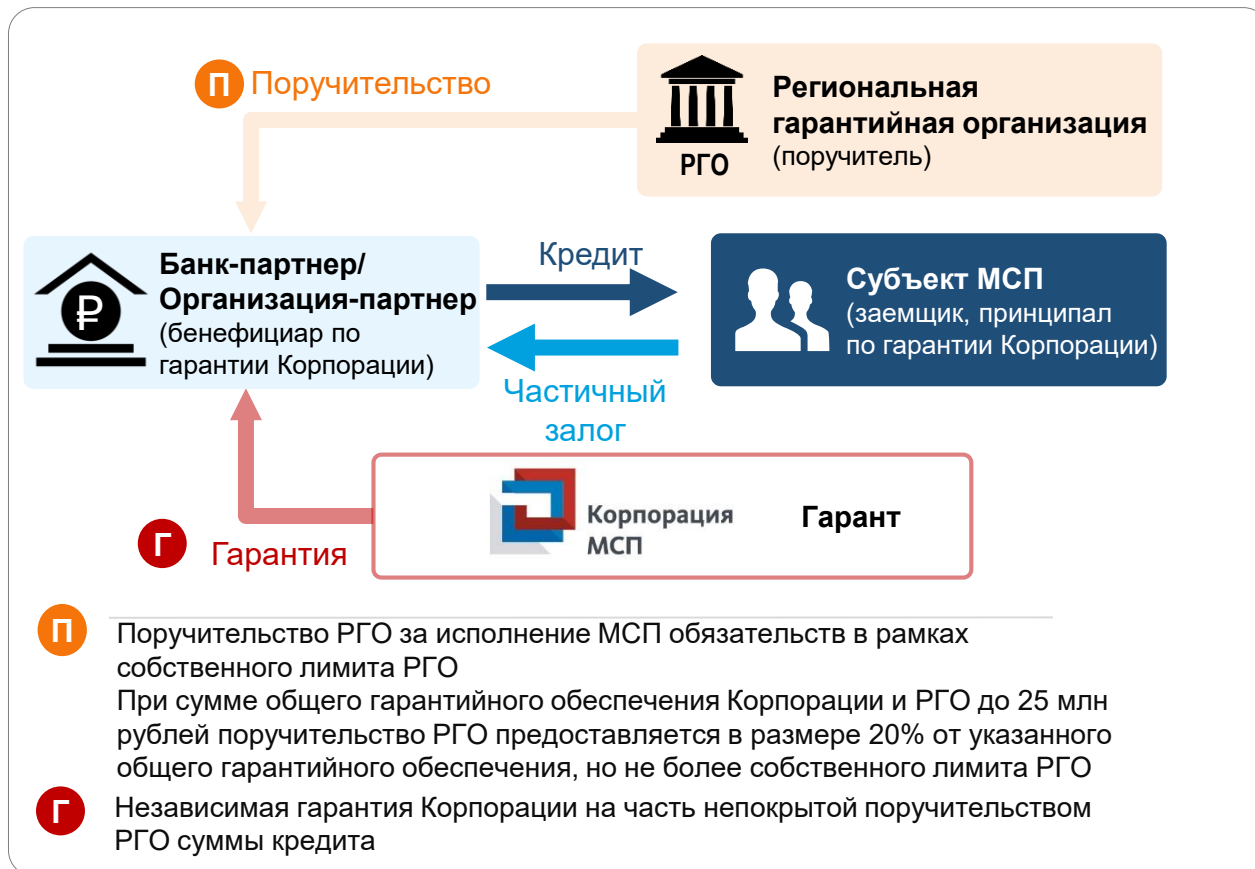 П Поручительство
Региональная
гарантийная организация
(поручитель)
РГО
Банк-партнер/
Организация-партнер
(бенефициар по
гарантии Корпорации)
₽
Кредит
Частичный
залог
Субъект МСП
(заемщик, принципал
по гарантии Корпорации)
Корпорация
МСП
Гарант
Г Гарантия
П Поручительство РГО за исполнение МСП обязательств в рамках
собственного лимита РГО
При сумме общего гарантийного обеспечения Корпорации и РГО до 25 млн
рублей поручительство РГО предоставляется в размере 20% от указанного
общего гарантийного обеспечения, но не более собственного лимита РГО
Г Независимая гарантия Корпорации на часть непокрытой поручительством
РГО суммы кредита